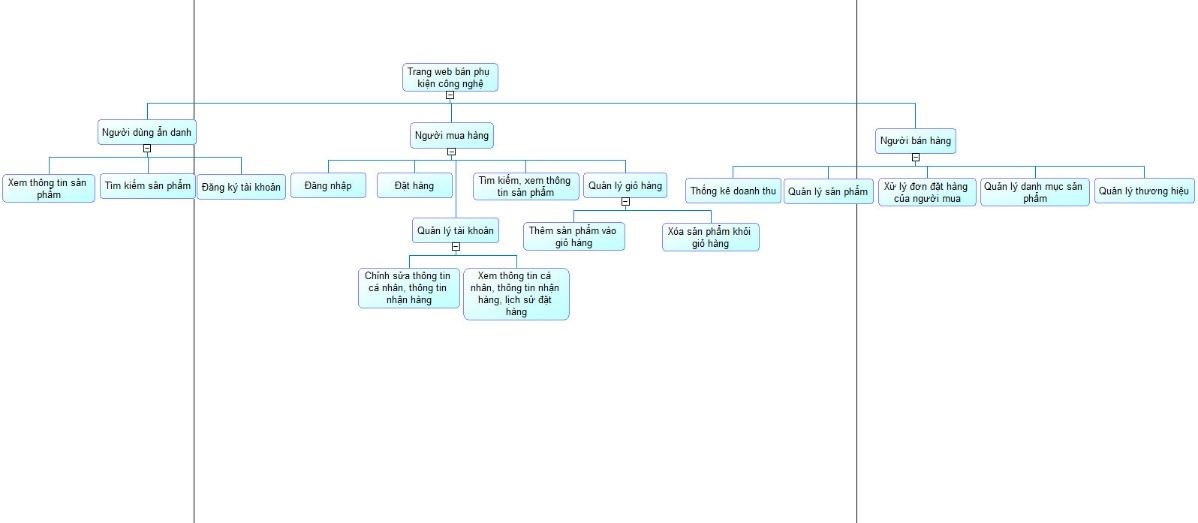 Trang web bán phụ
kiện công nghệ
Người dùng ẩn danh
Người mua hàng
Người bán hàng
Xem thông tin sản
phẩm
Tìm kiếm sản phẩm
Đăng ký tài khoản
Đăng nhập
Đặt hàng
Tìm kiếm, xem thông
tin sản phẩm
Quản lý giỏ hàng
Thống kê doanh thu
Quản lý sản phẩm
Xử lý đơn đặt hàng
của người mua
Quản lý danh mục sản
phẩm
Quản lý thương hiệu
Quản lý tài khoản
Thêm sản phẩm vào
giỏ hàng
Xóa sản phẩm khỏi
giỏ hàng
Chỉnh sửa thông tin
cá nhân, thông tin
nhận hàng
Xem thông tin cá
nhân, thông tin nhận
hàng, lịch sử đặt
hàng